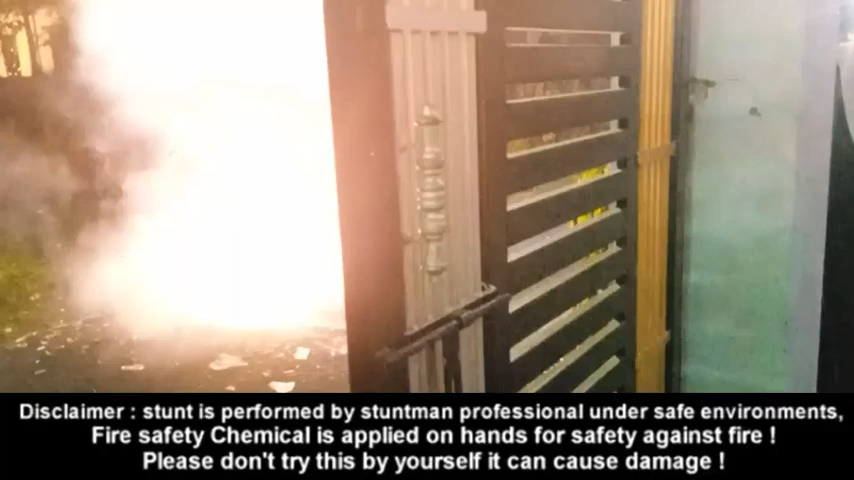 Disclaimer : stunt is performed by stuntman professional under safe environments,
Fire safety Chemical is applied on hands for safety against fire !
Please don't try this by yourself it can cause damage !